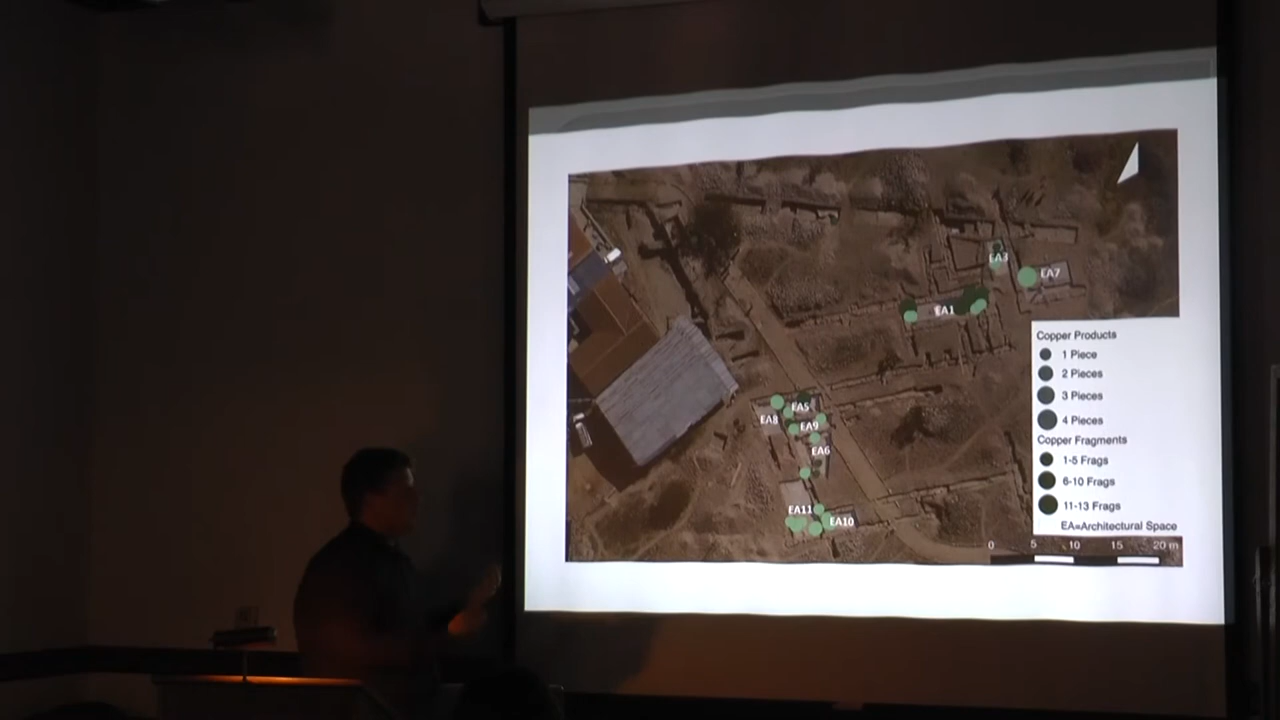 EA3
EA7
EA1
Copper Products
1 Piece
2 Pieces
3 Pieces
4 Pieces
Copper Fragments
1-5 Frags
6-10 Frags
11-13 Frags
EA=Architectural Space
EA5
EA8
EA9
EA6
EA11
EA10
0 5 10 15 20 m